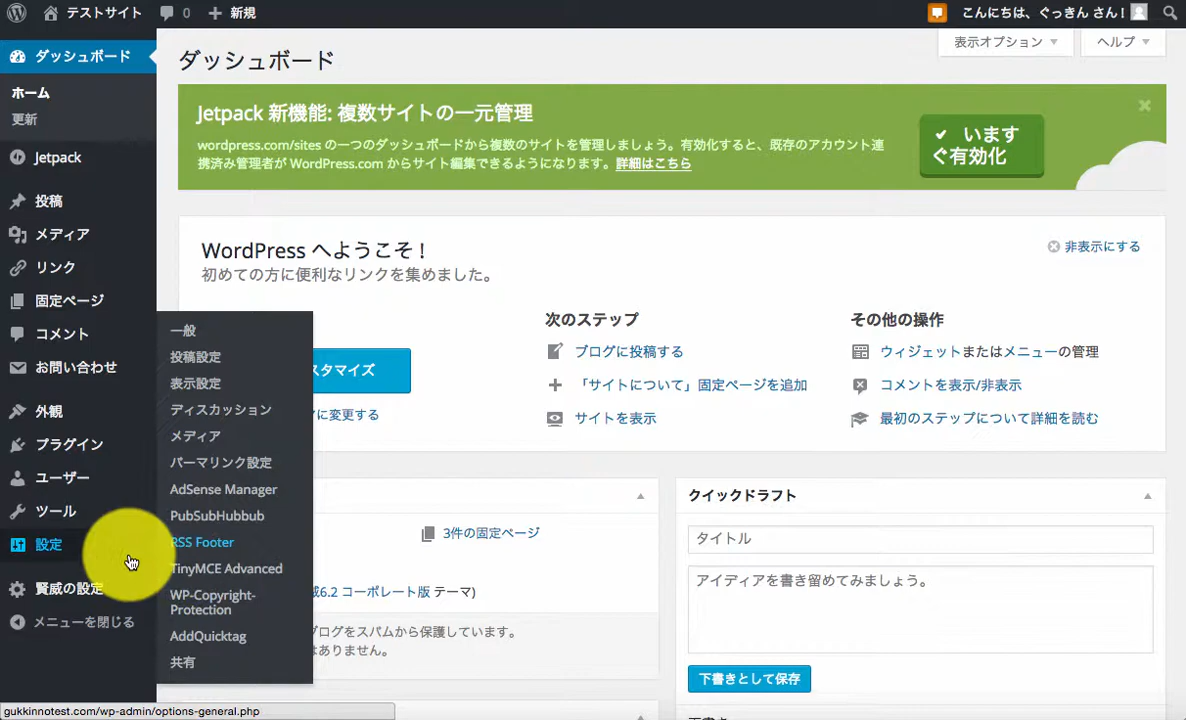 テストサイト
0
新規
こんにちは、ぐっきん さん !
ダッシュボード
ホーム
更新
Jetpack
投稿
メディア
リンク
固定ページ
コメント
お問い合わせ
外観
プラグイン
ユーザー
ツール
設定
賢威の設定
メニューを閉じる
一般
投稿設定
表示設定
ディスカッション
メディア
パーマリンク設定
AdSense Manager
PubSubHubbub
RSS Footer
TinyMCE Advanced
WP-Copyright-
Protection
AddQuicktag
共有
ダッシュボード
表示オプション
ヘルプ
Jetpack 新機能: 複数サイトの一元管理
wordpress.com/sites の一つのダッシュボードから複数のサイトを管理しましょう。有効化すると、既存のアカウント連
携済み管理者が WordPress.com からサイト編集できるようになります。詳細はこちら
います
ぐ有効化
WordPress へようこそ !
初めての方に便利なリンクを集めました。
非表示にする
スタマイズ
に変更する
次のステップ
ブログに投稿する
「サイトについて」固定ページを追加
サイトを表示
その他の操作
ウィジェットまたはメニューの管理
コメントを表示/非表示
最初のステップについて詳細を読む
3件の固定ページ
6.2 コーポレート版 テーマ)
ブログをスパムから保護しています。
はありません。
クイックドラフト
タイトル
アイディアを書き留めてみましょう。
下書きとして保存
gukkinnotest.com/wp-admin/options-general.php